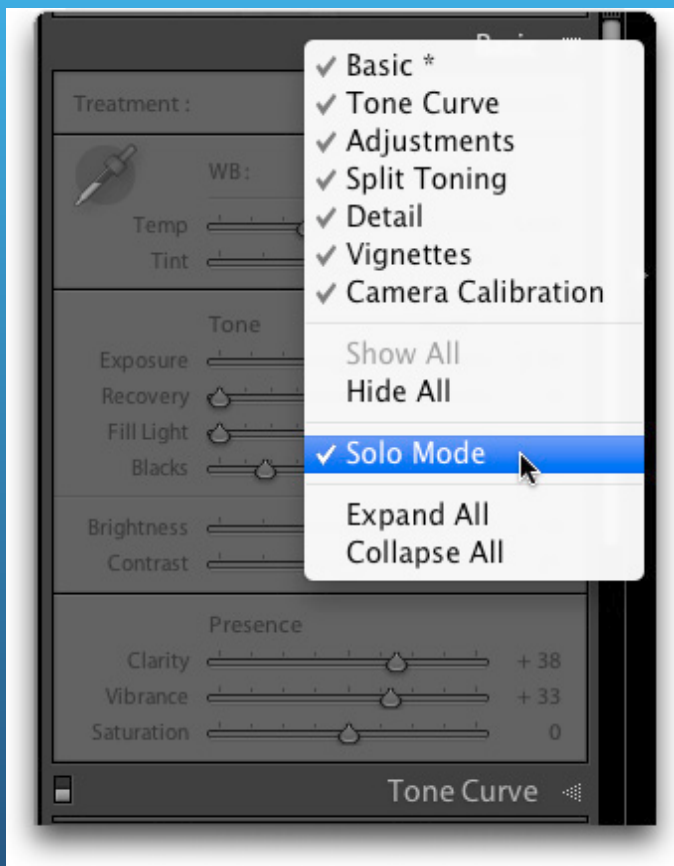 Basic *
Tone Curve
Adjustments
Split Toning
Detail
Vignettes
Camera Calibration
Show All
Hide All
Solo Mode
Expand All
Collapse All
Treatment :
WB :
Temp
Tint
Tone
Exposure
Recovery
Fill Light
Blacks
Brightness
Contrast
Presence
Clarity + 38
Vibrance + 33
Saturation 0
Tone Curve